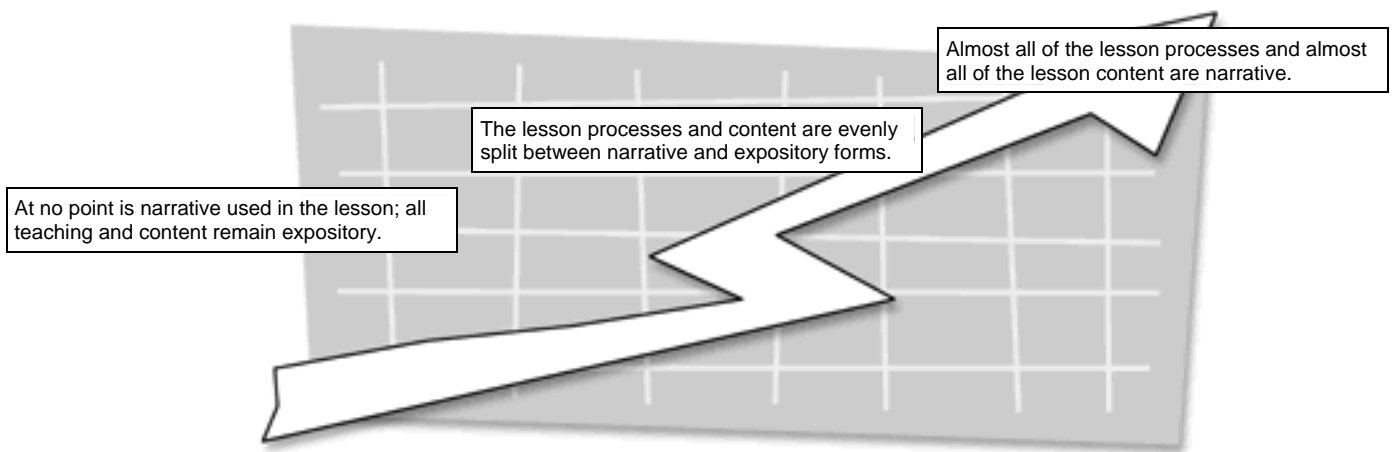 Almost all of the lesson processes and almost
all of the lesson content are narrative.
The lesson processes and content are evenly
split between narrative and expository forms.
At no point is narrative used in the lesson; all
teaching and content remain expository.